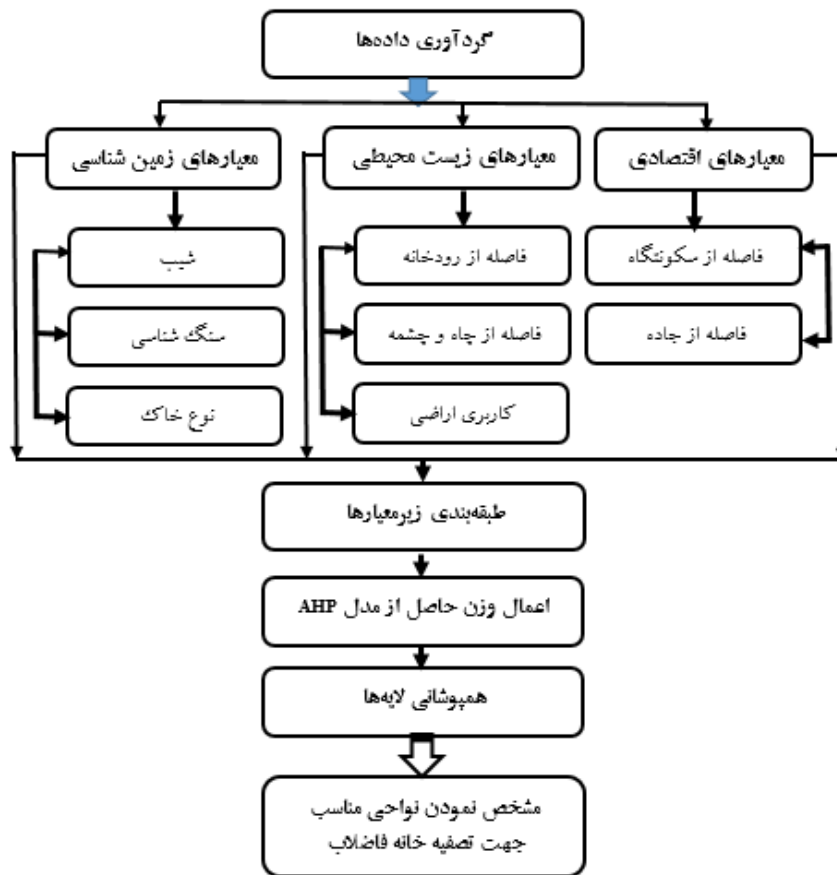 گردآوری داده‌ها
معیارهای اقتصادی
معیارهای زیست محیطی
معیارهای زمین شناسی
فاصله از سکونتگاه
فاصله از رودخانه
شیب
فاصله از جاده
فاصله از چاه و چشمه
سنگ شناسی
کاربری اراضی
نوع خاک
طبقه‌بندی زیرمعیارها
اعمال وزن حاصل از مدل AHP
همپوشانی لایه‌ها
مشخص نمودن نواحی مناسب
جهت تصفیه خانه فاضلاب